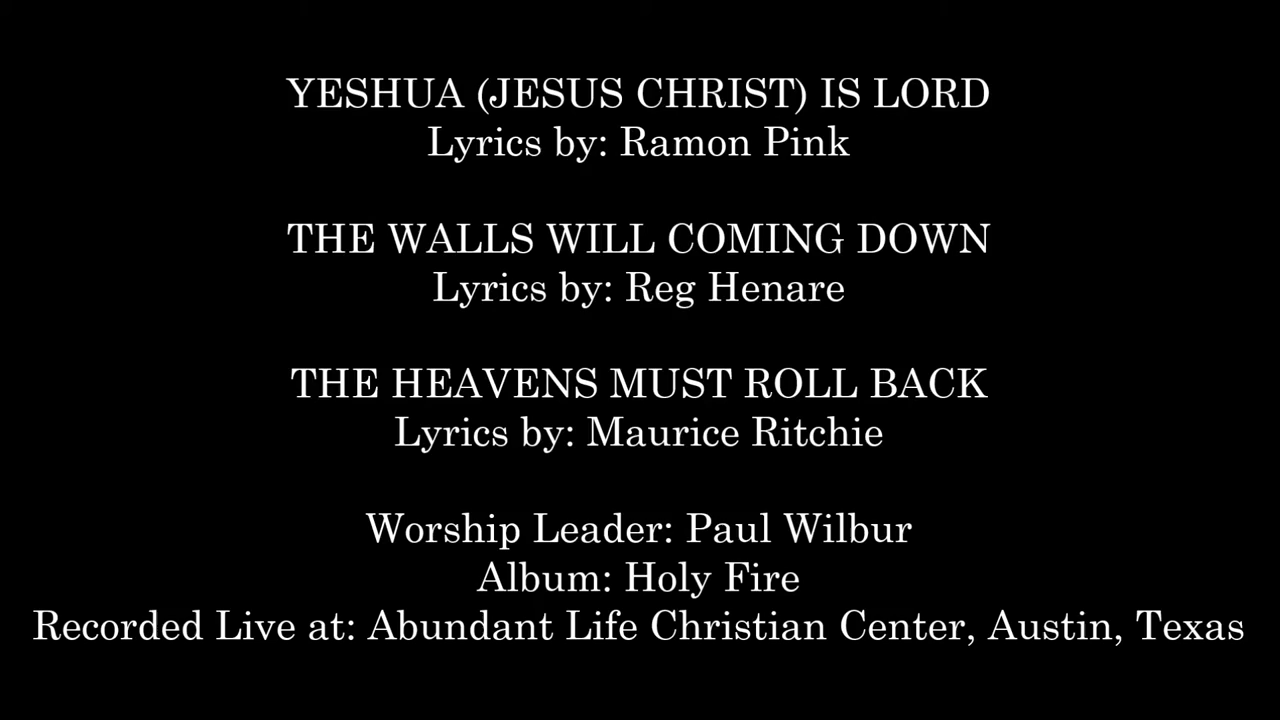 YESHUA (JESUS CHRIST) IS LORD
Lyrics by: Ramon Pink
THE WALLS WILL COMING DOWN
Lyrics by: Reg Henare
THE HEAVENS MUST ROLL BACK
Lyrics by: Maurice Ritchie
Worship Leader: Paul Wilbur
Album: Holy Fire
Recorded Live at: Abundant Life Christian Center, Austin, Texas